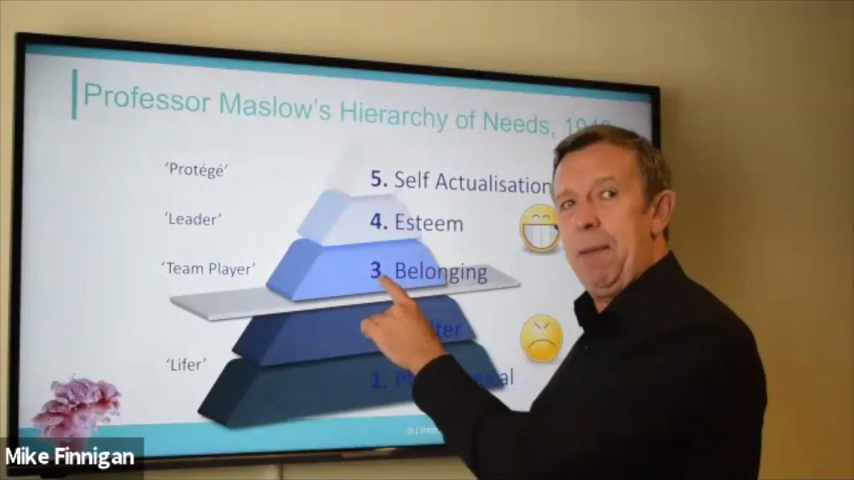 Professor Maslow's Hierarchy of Needs,
'Protégé'
5. Self Actualisation
'Leader'
4. Esteem
'Team Player'
3. Belonging
'Lifer'
1.
Mike Finnigan